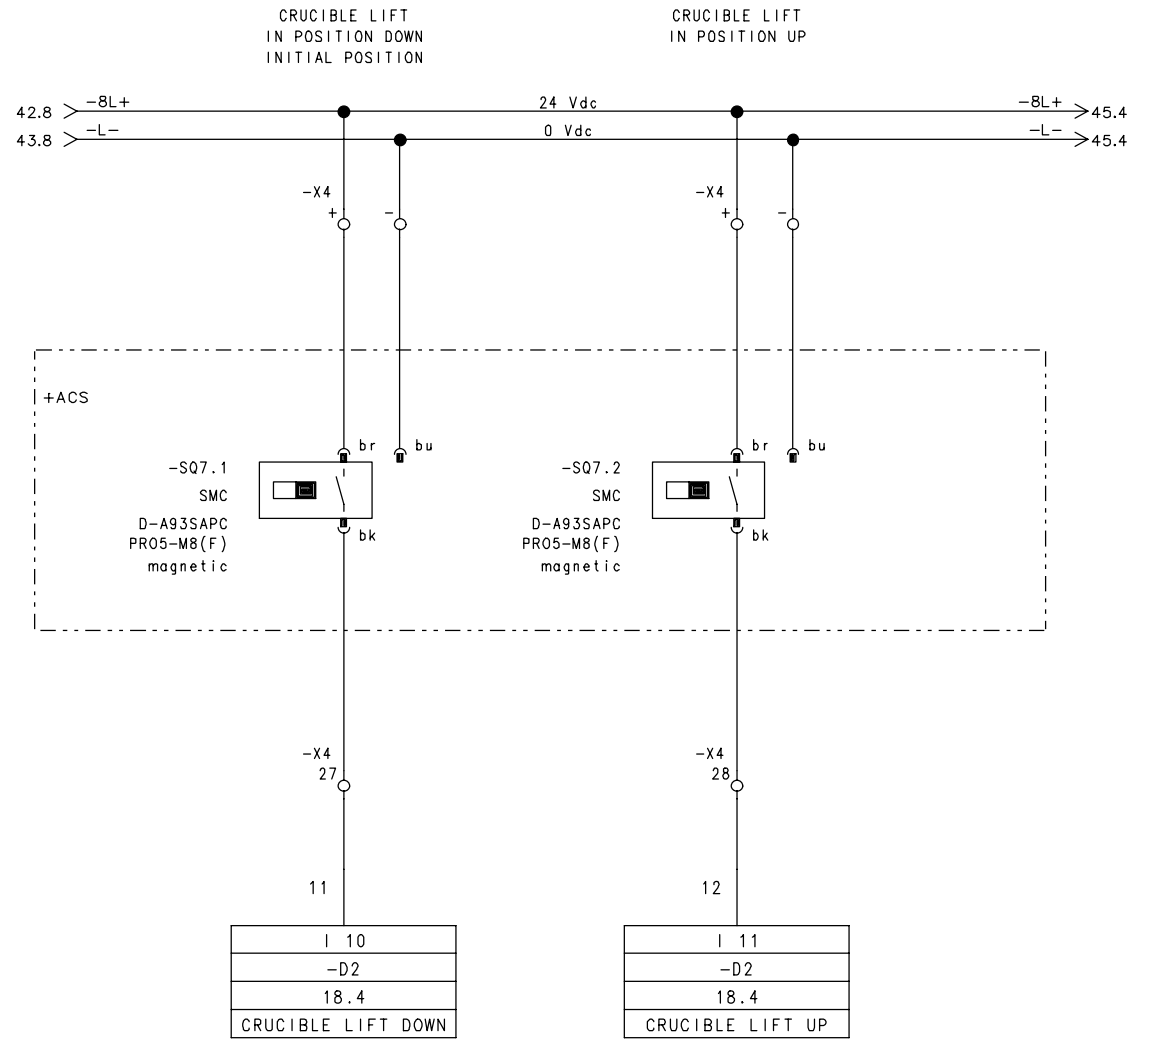 CRUCIBLE LIFT
IN POSITION DOWN
INITIAL POSITION
CRUCIBLE LIFT
IN POSITION UP
42.8 -8L+ 24 Vdc -8L+ 45.4
43.8 -L- 0 Vdc -L- 45.4
-X4
+ -
-X4
+ -
+ACS
br bu
-SQ7.1
SMC
D-A93SAPC
PRO5-M8(F)
magnetic
bk
br bu
-SQ7.2
SMC
D-A93SAPC
PRO5-M8(F)
magnetic
bk
-X4
27
-X4
28
11
12
I 10
-D2
18.4
CRUCIBLE LIFT DOWN
I 11
-D2
18.4
CRUCIBLE LIFT UP